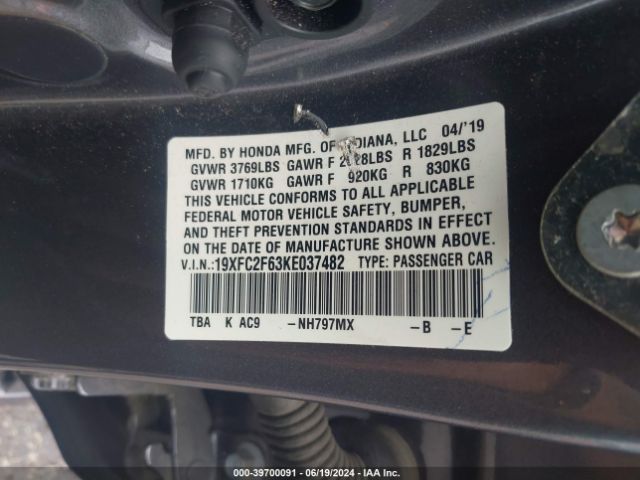 MFD. BY HONDA MFG. OF INDIANA, LLC 04/'19
GVWR 3769LBS GAWR F LBS R 1829LBS
GVWR 1710KG GAWR F 920KG R 830KG
THIS VEHICLE CONFORMS TO ALL APPLICABLE
FEDERAL MOTOR VEHICLE SAFETY, BUMPER,
AND THEFT PREVENTION STANDARDS IN EFFECT
ON THE DATE OF MANUFACTURE SHOWN ABOVE.
V.I.N.:19XFC2F63KE037482 TYPE: PASSENGER CAR
TBA K AC9 -NH797MX -B -E
000-39700091 - 06/19/2024 - IAA Inc.